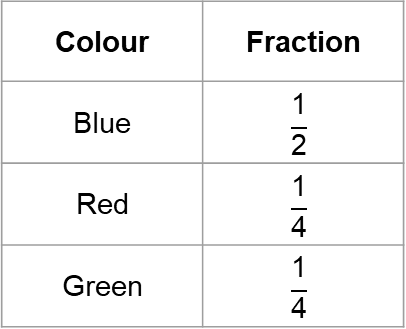 Colour Fraction
Blue 1/2
Red 1/4
Green 1/4